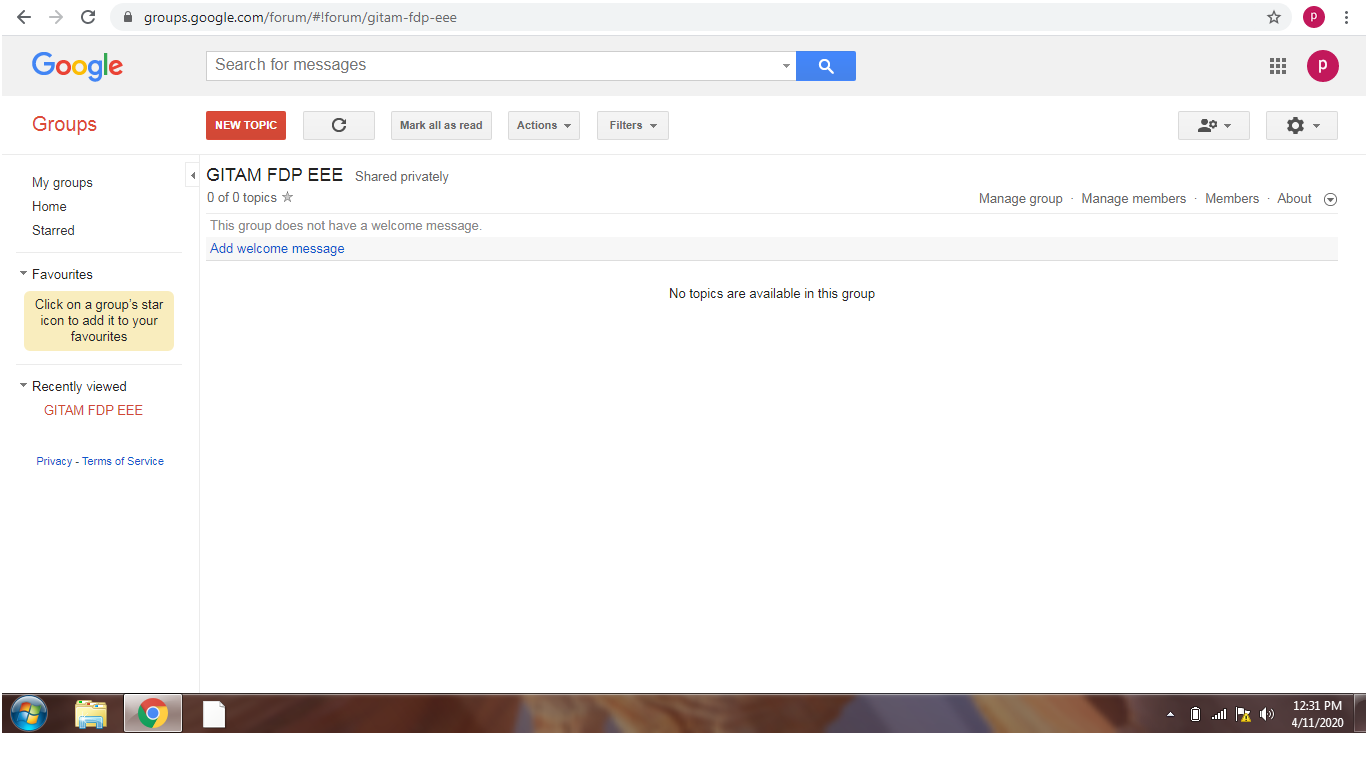 groups.google.com/forum/#!forum/gitam-fdp-eee
p
Google
Search for messages
p
Groups
NEW TOPIC
Mark all as read
Actions
Filters
My groups
Home
Starred
Favourites
Click on a group's star
icon to add it to your
favourites
Recently viewed
GITAM FDP EEE
Privacy - Terms of Service
GITAM FDP EEE Shared privately
0 of 0 topics
Manage group · Manage members · Members · About
This group does not have a welcome message.
Add welcome message
No topics are available in this group
12:31 PM
4/11/2020